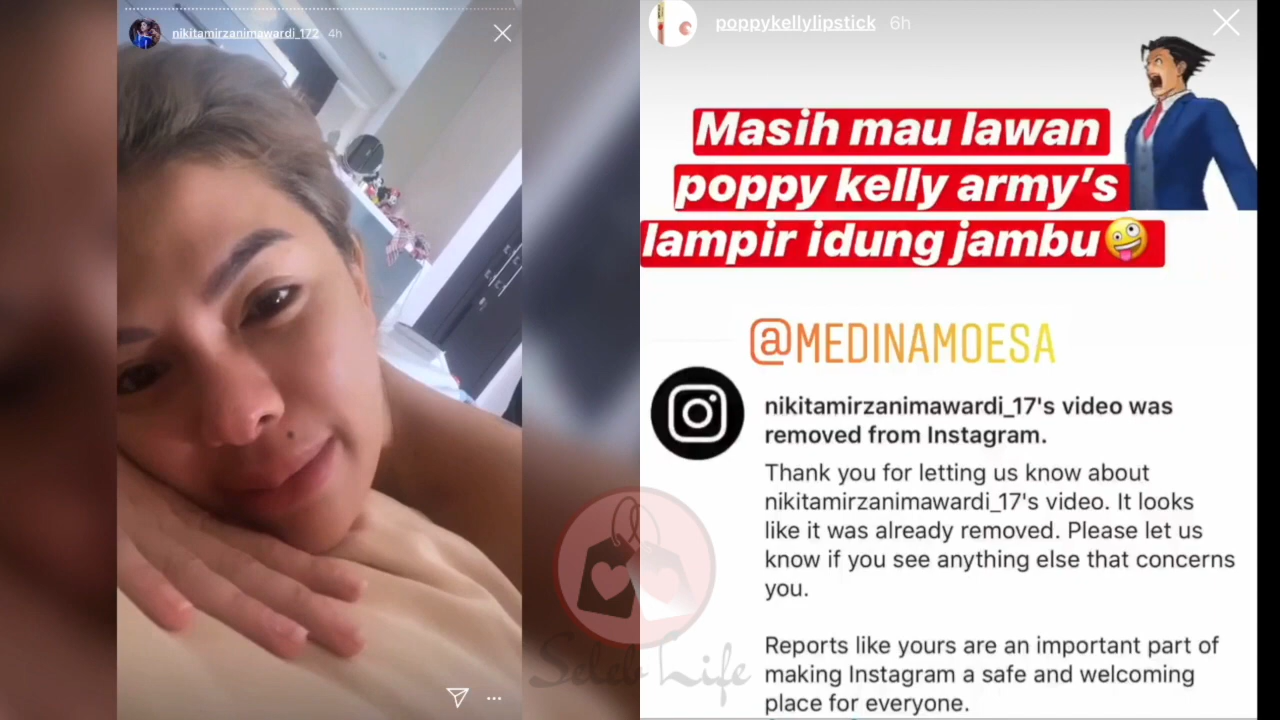 nikitamirzanimawardi_172 4h
poppykellylipstick 6h
Masih mau lawan
poppy kelly army's
lampir idung jambu🤪
@MEDINAMOESA
nikitamirzanimawardi_17's video was
removed from Instagram.
Thank you for letting us know about
nikitamirzanimawardi_17's video. It looks
like it was already removed. Please let us
know if you see anything else that concerns
you.
Reports like yours are an important part of
making Instagram a safe and welcoming
place for everyone.
Seleb Life